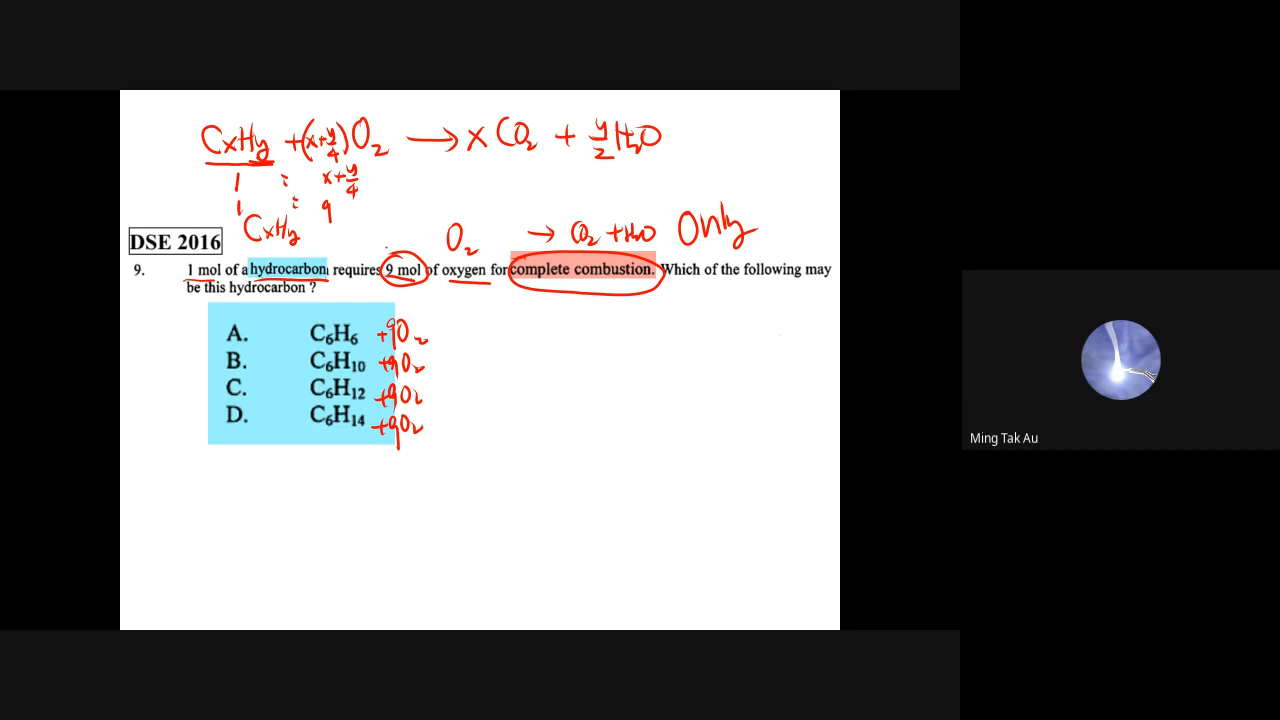 CxHy + (x+y/4) O2 → x CO2 + y/2 H2O
1 : x+y/4
1 : 9
CxHy O2 → CO2 + H2O Only
DSE 2016
9. 1 mol of a hydrocarbon requires 9 mol of oxygen for complete combustion. Which of the following may
be this hydrocarbon ?
A. C6H6 +9O2
B. C6H10 +9O2
C. C6H12 +9O2
D. C6H14 +9O2
Ming Tak Au